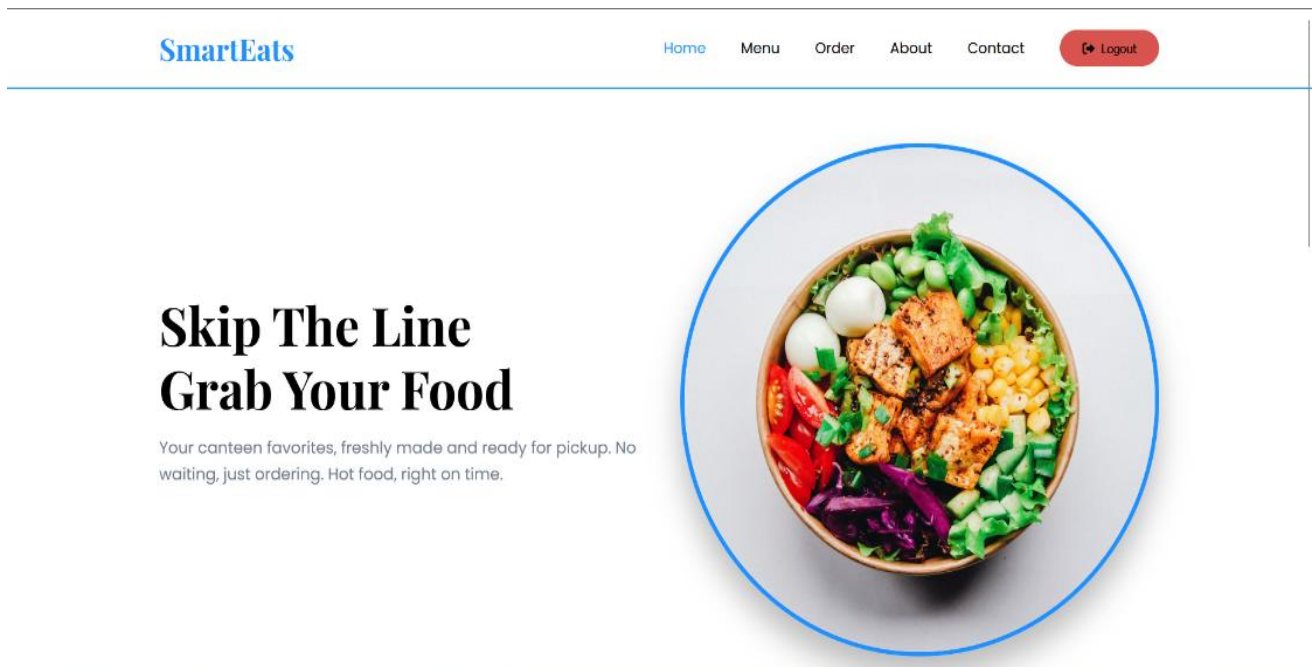 SmartEats
Home Menu Order About Contact Logout
Skip The Line
Grab Your Food
Your canteen favorites, freshly made and ready for pickup. No
waiting, just ordering. Hot food, right on time.